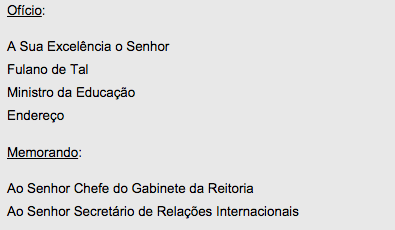 Ofício:
A Sua Excelência o Senhor
Fulano de Tal
Ministro da Educação
Endereço
Memorando:
Ao Senhor Chefe do Gabinete da Reitoria
Ao Senhor Secretário de Relações Internacionais